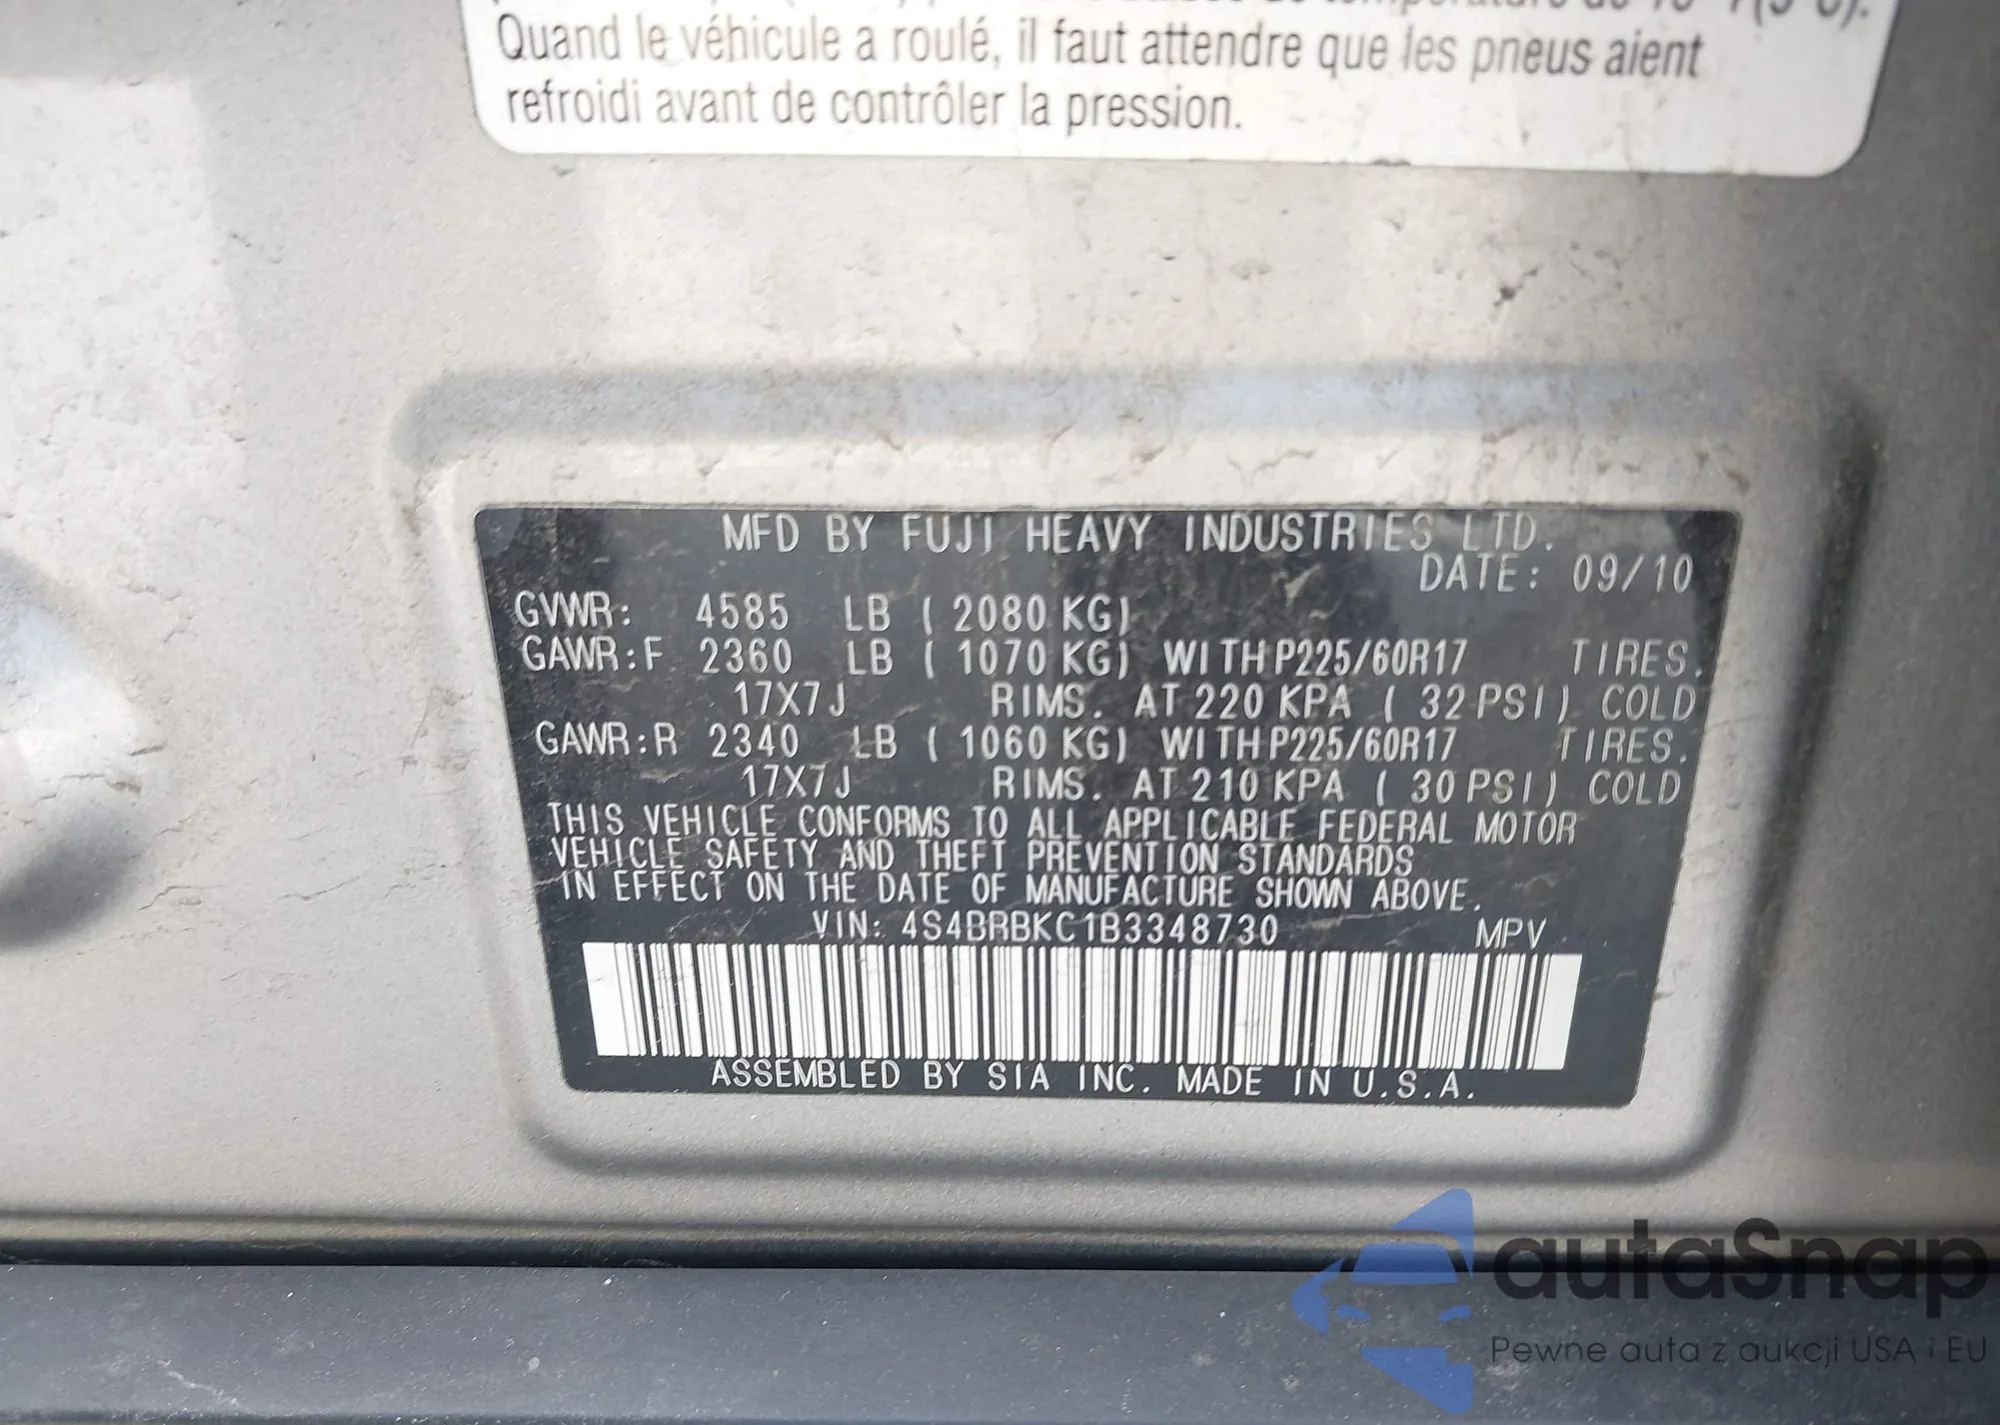 Quand le véhicule a roulé, il faut attendre que les pneus aient
refroidi avant de contrôler la pression.
MFD BY FUJI HEAVY INDUSTRIES LTD.
DATE: 09/10
GVWR: 4585 LB ( 2080 KG)
GAWR:F 2360 LB ( 1070 KG) WITH P225/60R17 TIRES.
17X7J RIMS. AT 220 KPA ( 32 PSI) COLD
GAWR:R 2340 LB ( 1060 KG) WITH P225/60R17 TIRES.
17X7J RIMS. AT 210 KPA ( 30 PSI) COLD
THIS VEHICLE CONFORMS TO ALL APPLICABLE FEDERAL MOTOR
VEHICLE SAFETY AND THEFT PREVENTION STANDARDS
IN EFFECT ON THE DATE OF MANUFACTURE SHOWN ABOVE.
VIN: 4S4BRBKC1B3348730 MPV
ASSEMBLED BY SIA INC. MADE IN U.S.A.
autaSnap
Pewne auta z aukcji USA i EU